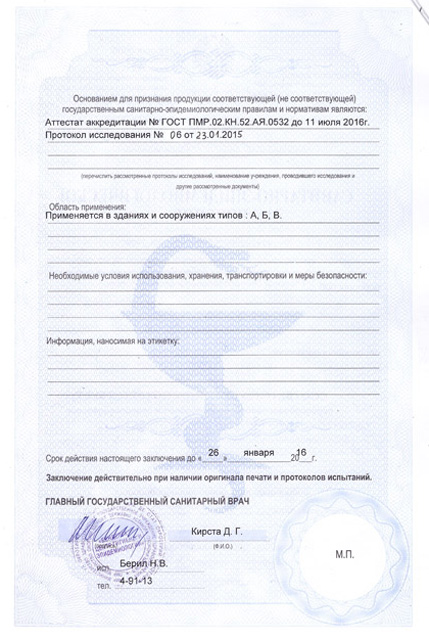 Основанием для признания продукции соответствующей (не соответствующей)
государственным санитарно-эпидемиологическим правилам и нормативам являются:
Аттестат аккредитации № ГОСТ ПМР.02.КН.52.АЯ.0532 до 11 июля 2016г.
Протокол исследования № 06 от 23.01.2015
(перечислить рассмотренные протоколы исследований, наименование учреждения, проводившего исследования и
другие рассмотренные документы)
Область применения:
Применяется в зданиях и сооружениях типов : А, Б, В.
Необходимые условия использования, хранения, транспортировки и меры безопасности:
Информация, наносимая на этикетку:
Срок действия настоящего заключения до « 26 » января 2016 г.
Заключение действительно при наличии оригинала печати и протоколов испытаний.
ГЛАВНЫЙ ГОСУДАРСТВЕННЫЙ САНИТАРНЫЙ ВРАЧ
Кирста Д. Г.
(Ф.И.О.)
М.П.
исп. Берил Н.В.
тел. 4-91-13